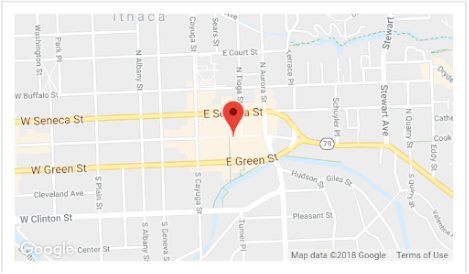 Ithaca
Washington St
Park Pl
N Albany St
Cayuga St
Sears St
E Court St
N Tioga St
N Aurora St
Terrace Pl
Stewart
W Buffalo St
Stewart Ave
Dryde
W Seneca St
E Seneca St
Schuyler Pl
N Quarry St
Cathe
Cook
Eddy St
79
W Green St
E Green St
Cleveland Ave
S Plain St
S Cayuga St
Hudson St
Giles St
S Quarry St
W Clinton St
S Albany St
S Geneva St
Turner Pl
Pleasant St
Valentine
Google
Center St
Map data ©2018 Google
Terms of Use